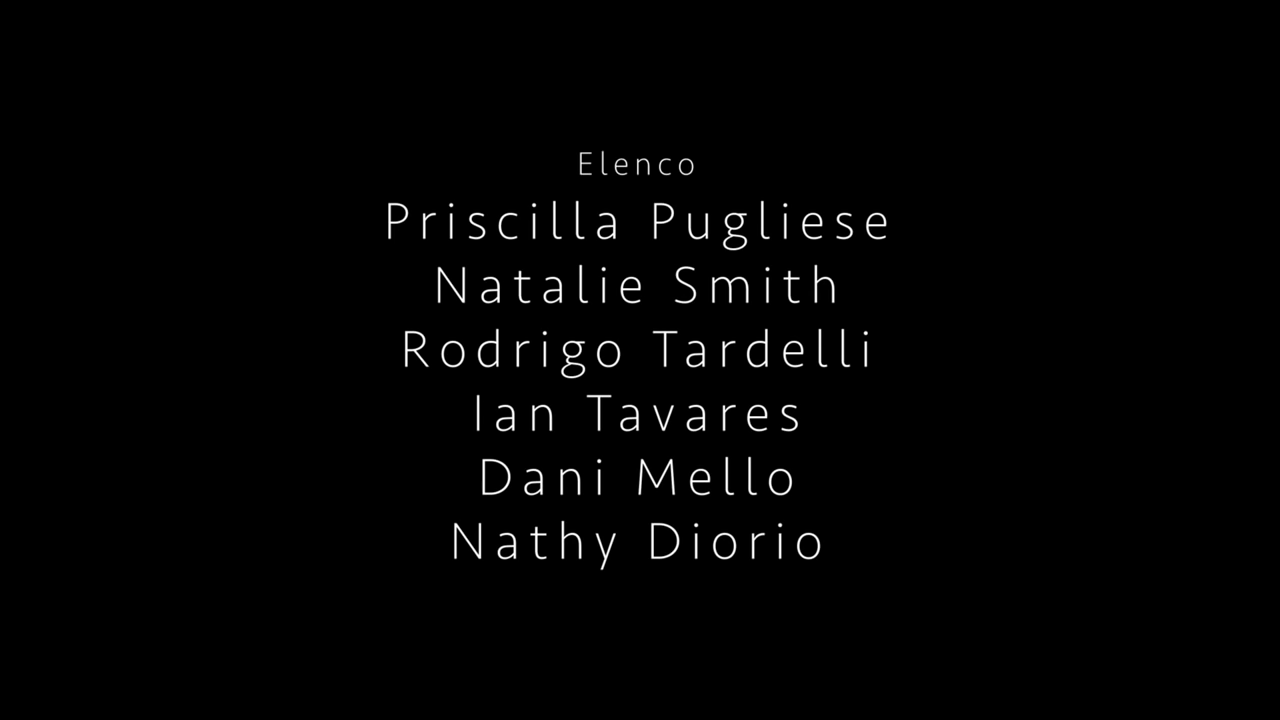 Elenco
Priscilla Pugliese
Natalie Smith
Rodrigo Tardelli
Ian Tavares
Dani Mello
Nathy Diorio